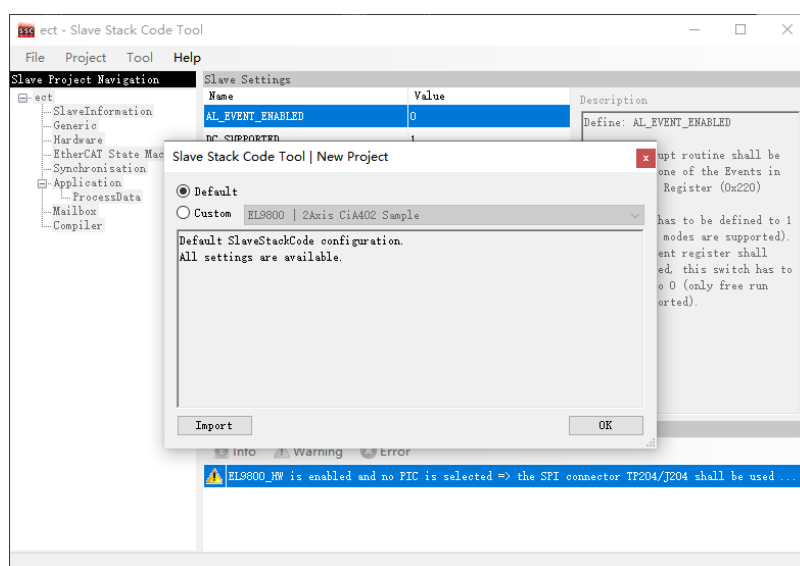 ssc ect - Slave Stack Code Tool
File Project Tool Help
Slave Project Navigation
ect
SlaveInformation
Generic
Hardware
EtherCAT State Mac
Synchronisation
Application
ProcessData
Mailbox
Compiler
Slave Settings
Name Value
AL_EVENT_ENABLED 0
DC_SUPPORTED 1
Description
Define: AL_EVENT_ENABLED
upt routine shall be
one of the Events in
Register (0x220)
has to be defined to 1
modes are supported).
ent register shall
ed, this switch has to
o 0 (only free run
orted).
Slave Stack Code Tool | New Project
Default
Custom EL9800 | 2Axis CiA402 Sample
Default SlaveStackCode configuration.
All settings are available.
Import OK
Info Warning Error
EL9800_HW is enabled and no PIC is selected => the SPI connector TP204/J204 shall be used ...